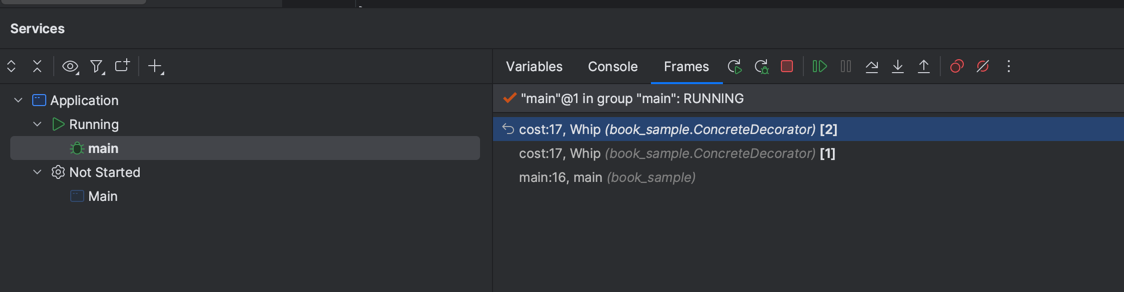 Services
Application
Running
main
Not Started
Main
Variables Console Frames
"main"@1 in group "main": RUNNING
cost:17, Whip (book_sample.ConcreteDecorator) [2]
cost:17, Whip (book_sample.ConcreteDecorator) [1]
main:16, main (book_sample)